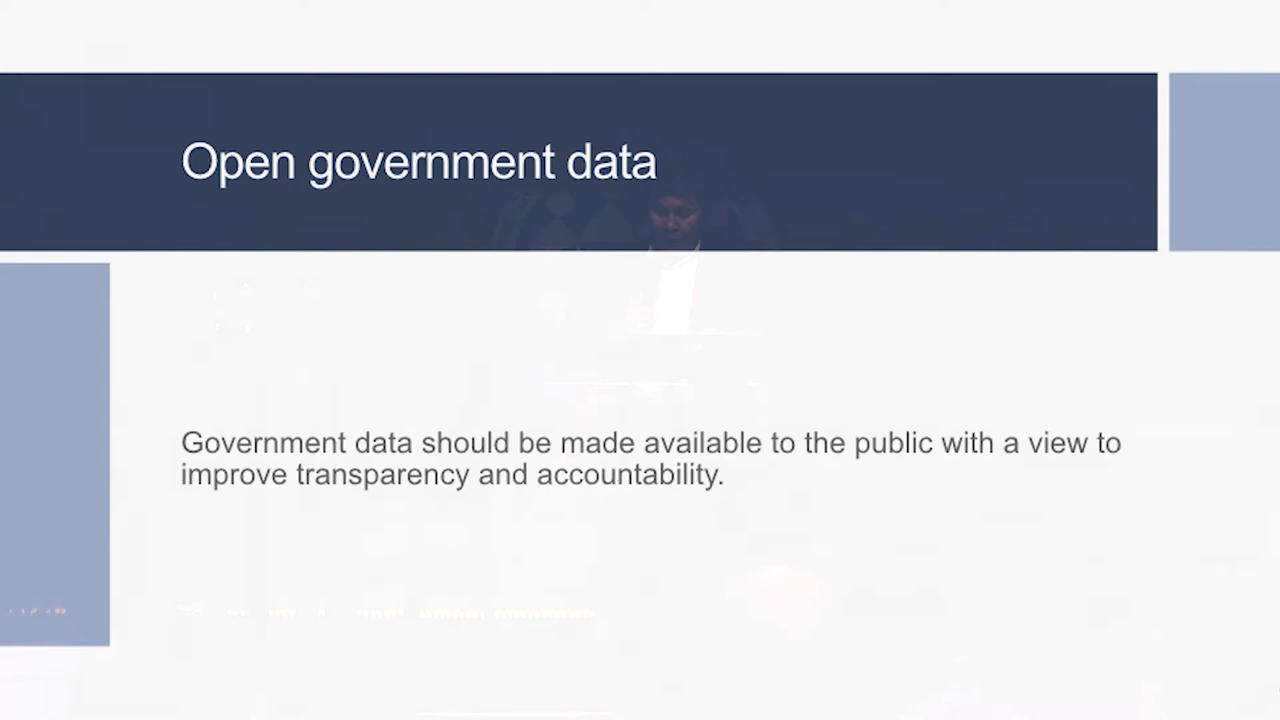 Open government data
Government data should be made available to the public with a view to
improve transparency and accountability.